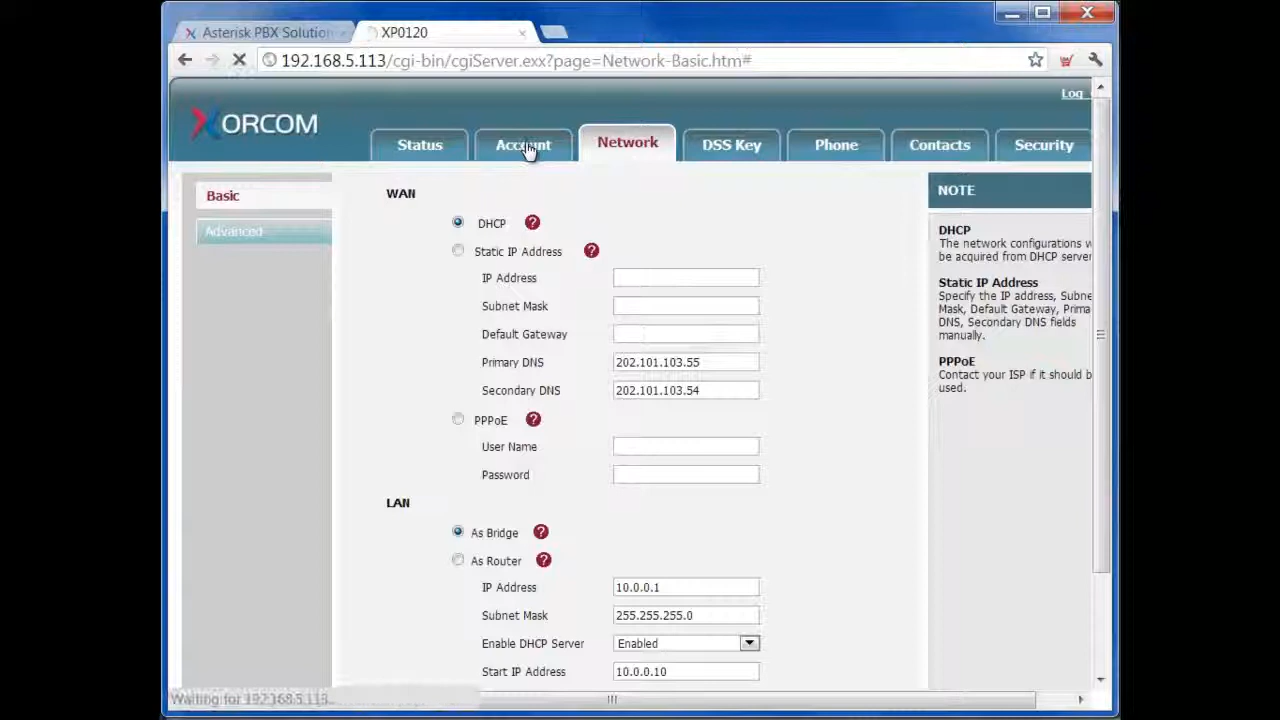 Asterisk PBX Solution
XP0120
192.168.5.113/cgi-bin/cgiServer.exx?page=Network-Basic.htm#
Log
XORCOM
Status
Account
Network
DSS Key
Phone
Contacts
Security
Basic
Advanced
WAN
DHCP
Static IP Address
IP Address
Subnet Mask
Default Gateway
Primary DNS 202.101.103.55
Secondary DNS 202.101.103.54
PPPoE
User Name
Password
LAN
As Bridge
As Router
IP Address 10.0.0.1
Subnet Mask 255.255.255.0
Enable DHCP Server Enabled
Start IP Address 10.0.0.10
NOTE
DHCP
The network configurations w
be acquired from DHCP server
Static IP Address
Specify the IP address, Subne
Mask, Default Gateway, Prima
DNS, Secondary DNS fields
manually.
PPPoE
Contact your ISP if it should b
used.
Waiting for 192.168.5.113...